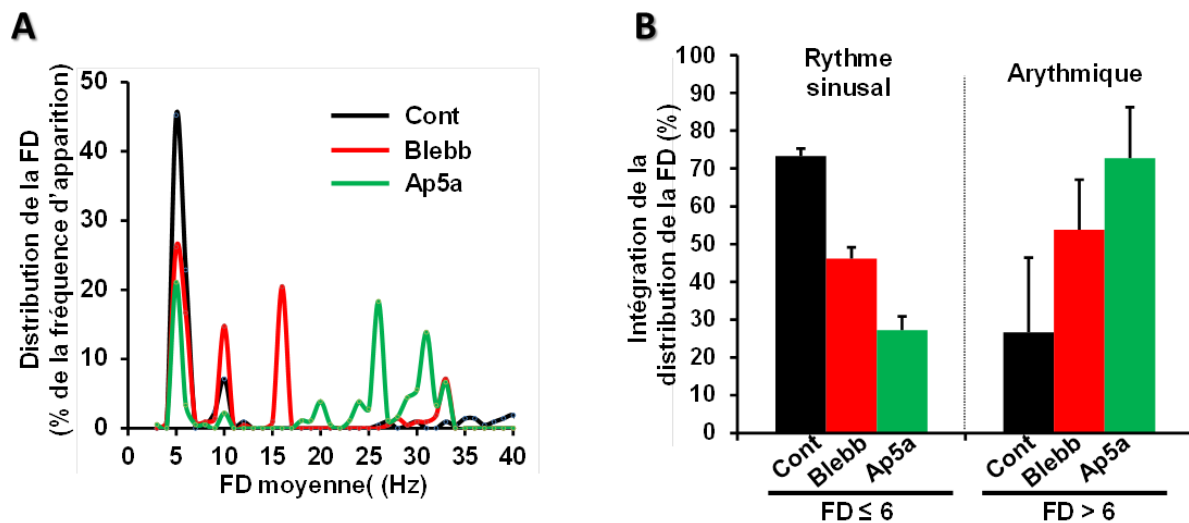 A
Distribution de la FD
(% de la fréquence d'apparition)
50
40
30
20
10
0
Cont
Blebb
Ap5a
0 5 10 15 20 25 30 35 40
FD moyenne( (Hz)
B
Intégration de la
distribution de la FD (%)
100
90
80
70
60
50
40
30
20
10
0
Rythme
sinusal
Arythmique
Cont Blebb Ap5a Cont Blebb Ap5a
FD ≤ 6 FD > 6